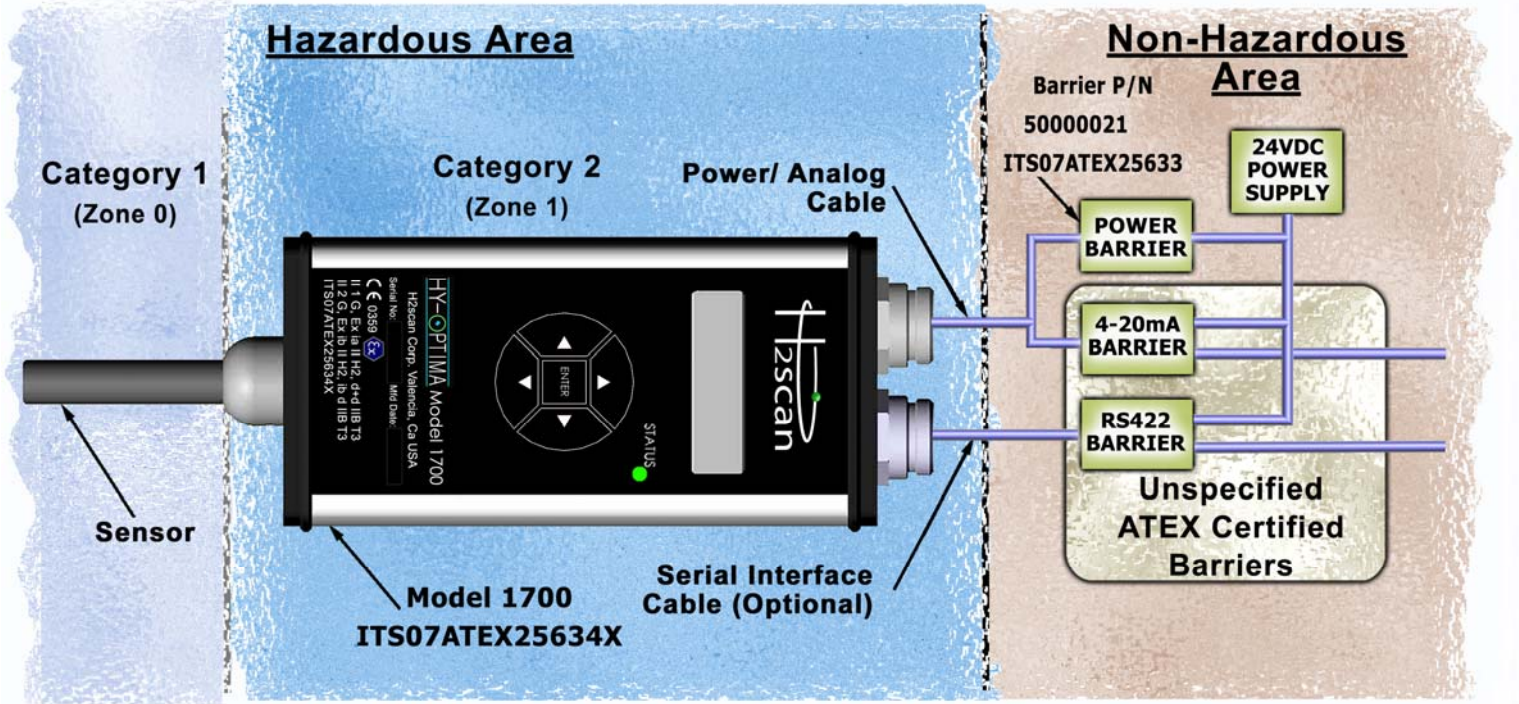 Hazardous Area
Non-Hazardous
Area
Barrier P/N
50000021
ITS07ATEX25633
24VDC
POWER
SUPPLY
Category 1
(Zone 0)
Category 2
(Zone 1)
Power/ Analog
Cable
POWER
BARRIER
4-20mA
BARRIER
RS422
BARRIER
Unspecified
ATEX Certified
Barriers
H2scan
STATUS
ENTER
HY-OPTIMA Model 1700
H2scan Corp. Valencia, Ca USA
Serial No: Mfd Date:
CE 0359 Ex
II 1 G, Ex ia II H2, d+d IIB T3
II 2 G, Ex ib II H2, ib d IIB T3
ITS07ATEX25634X
Sensor
Model 1700
ITS07ATEX25634X
Serial Interface
Cable (Optional)